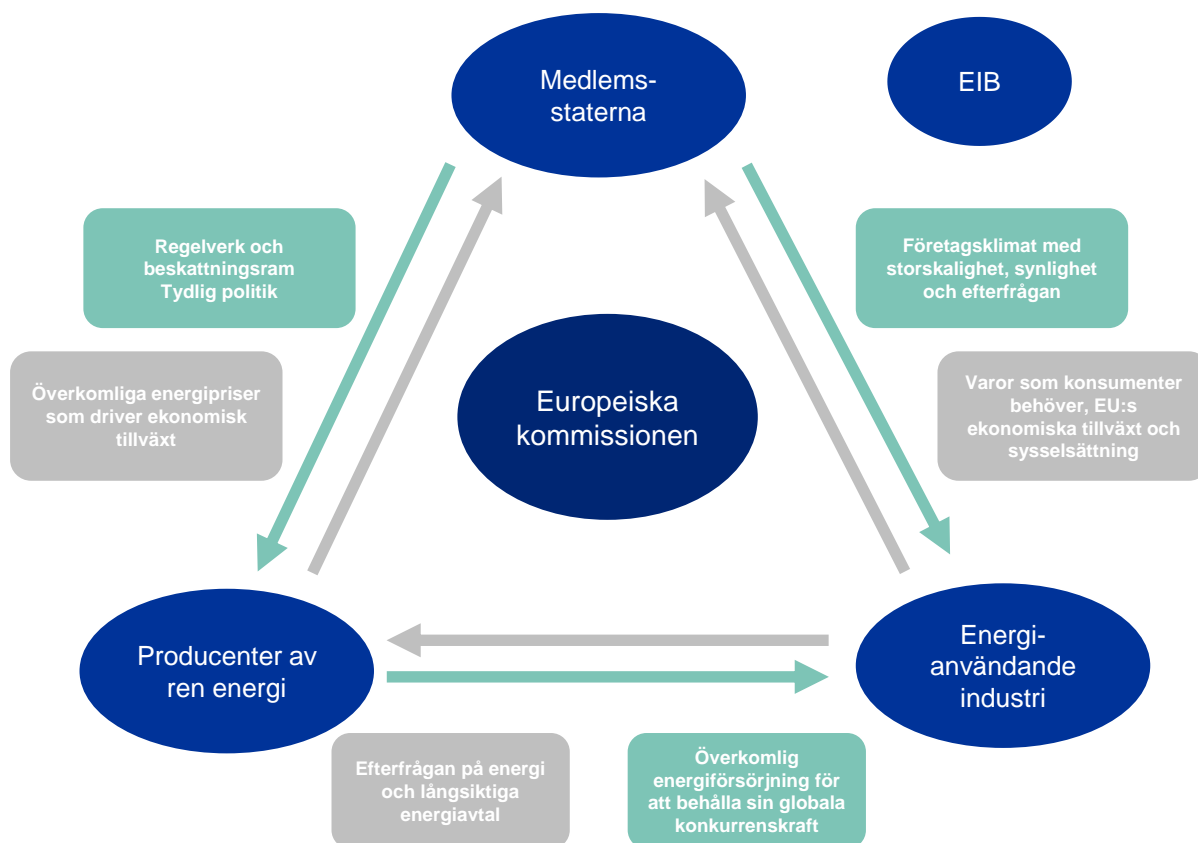 Medlems-
staterna
EIB
Regelverk och
beskattningsram
Tydlig politik
Företagsklimat med
storskalighet, synlighet
och efterfrågan
Överkomliga energipriser
som driver ekonomisk
tillväxt
Europeiska
kommissionen
Varor som konsumenter
behöver, EU:s
ekonomiska tillväxt och
sysselsättning
Producenter av
ren energi
Energi-
användande
industri
Efterfrågan på energi
och långsiktiga
energiavtal
Överkomlig
energiförsörjning för
att behålla sin globala
konkurrenskraft